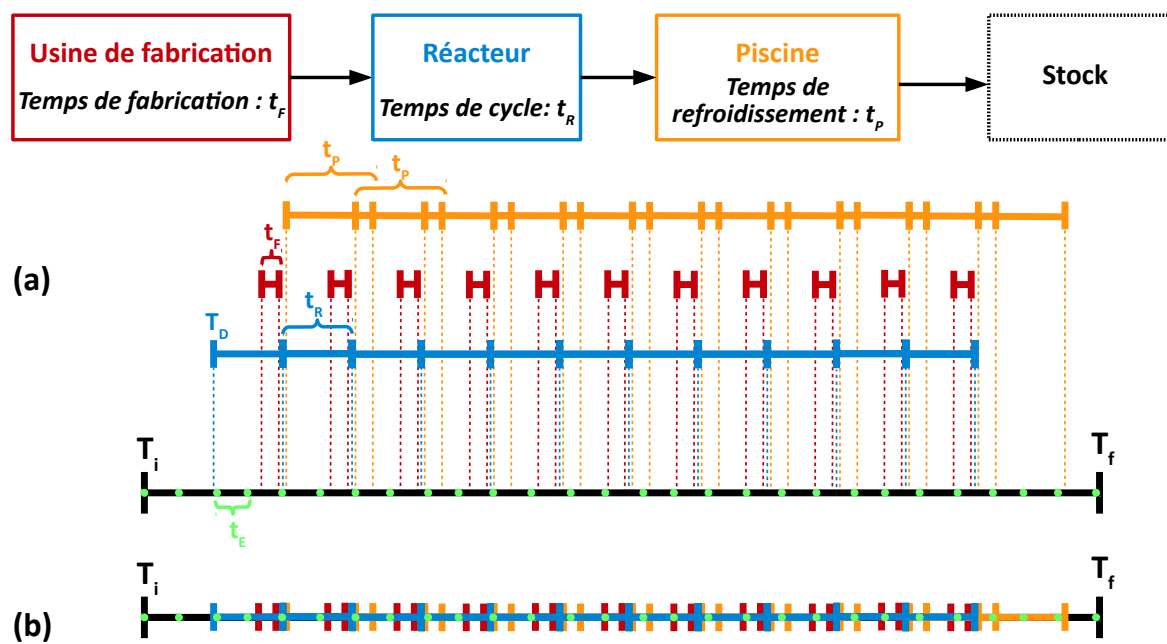 Usine de fabrication
Temps de fabrication : tF
Réacteur
Temps de cycle: tR
Piscine
Temps de
refroidissement : tP
Stock
tP
tP
tF
(a)
tR
TD
Ti
Tf
tE
Ti
Tf
(b)